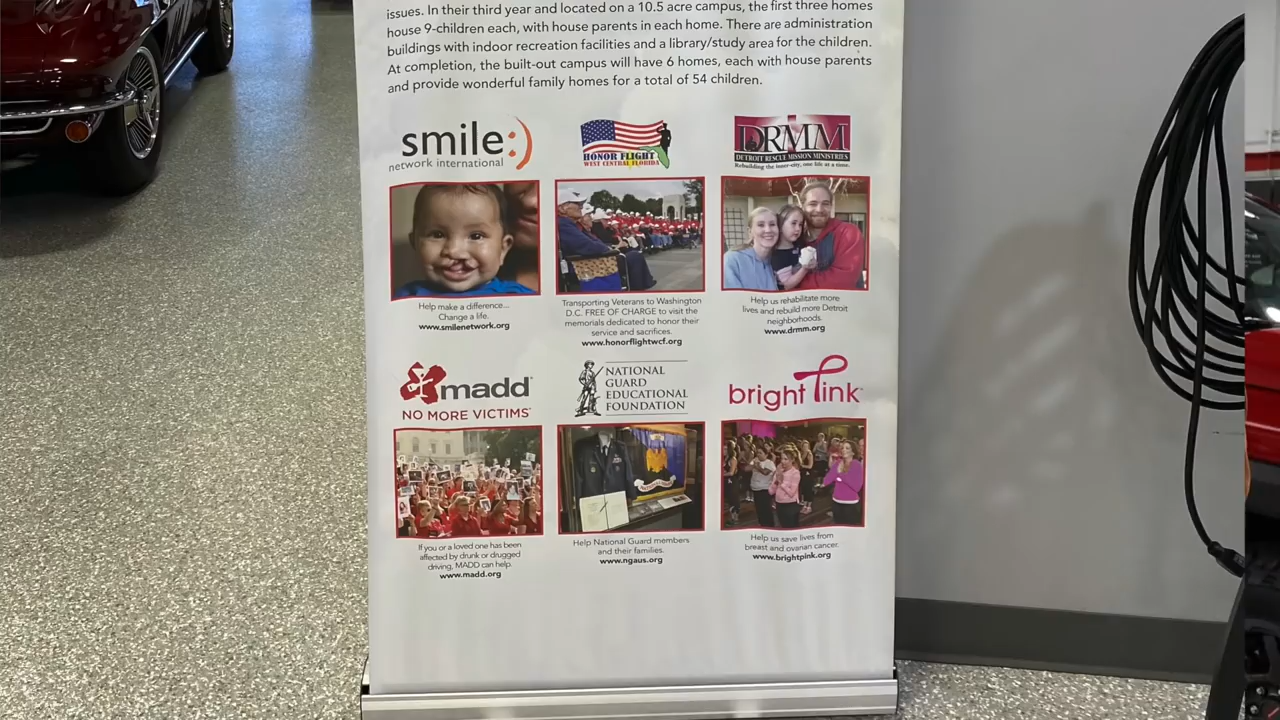 issues. In their third year and located on a 10.5 acre campus, the first three homes
house 9-children each, with house parents in each home. There are administration
buildings with indoor recreation facilities and a library/study area for the children.
At completion, the built-out campus will have 6 homes, each with house parents
and provide wonderful family homes for a total of 54 children.
smile:)
network international
Help make a difference...
Change a life.
www.smilenetwork.org
HONOR FLIGHT
WEST CENTRAL FLORIDA
Transporting Veterans to Washington
D.C. FREE OF CHARGE to visit the
memorials dedicated to honor their
service and sacrifices.
www.honorflightwcf.org
DRMM
DETROIT RESCUE MISSION MINISTRIES
Rebuilding the inner-city, one life at a time.
Help us rehabilitate more
lives and rebuild more Detroit
neighborhoods.
www.drmm.org
madd
NO MORE VICTIMS
If you or a loved one has been
affected by drunk or drugged
driving, MADD can help.
www.madd.org
NATIONAL
GUARD
EDUCATIONAL
FOUNDATION
Help National Guard members
and their families.
www.ngaus.org
bright pink
Help us save lives from
breast and ovarian cancer.
www.brightpink.org